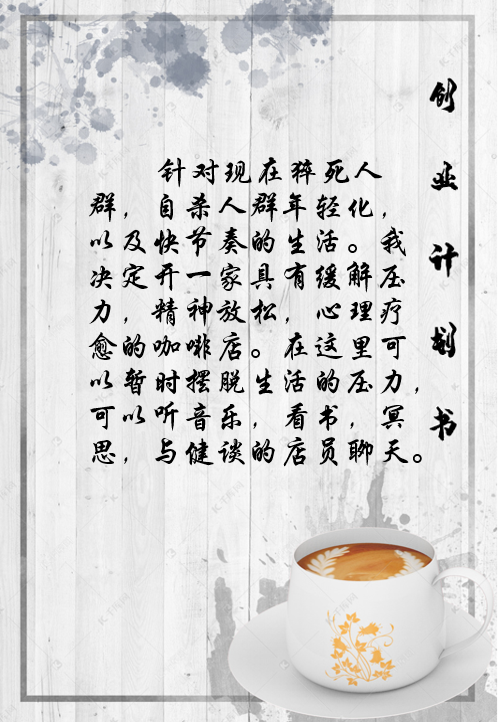 创业计划书
针对现在猝死人
群，自杀人群年轻化，
以及快节奏的生活。我
决定开一家具有缓解压
力，精神放松，心理疗
愈的咖啡店。在这里可
以暂时摆脱生活的压力，
可以听音乐，看书，冥
思，与健谈的店员聊天。